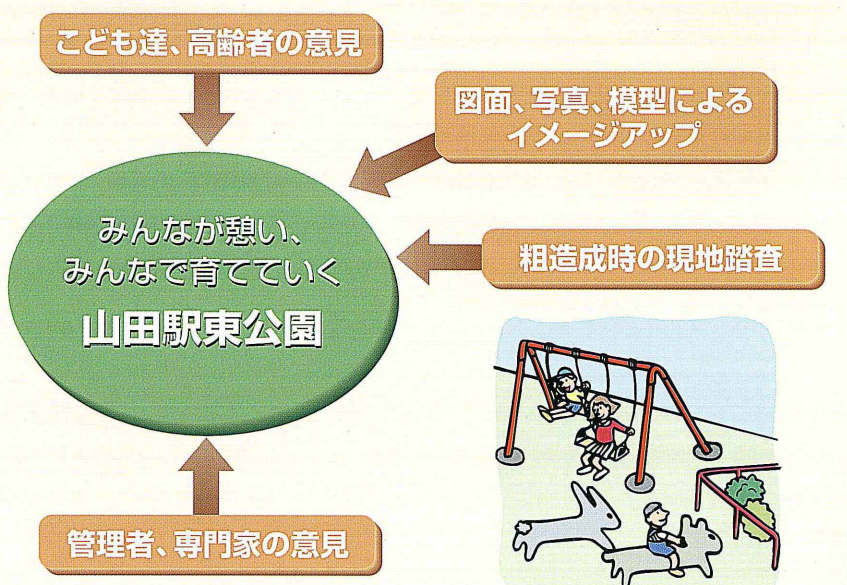 こども達、高齢者の意見
図面、写真、模型による
イメージアップ
みんなが憩い、
みんなで育てていく
山田駅東公園
粗造成時の現地踏査
管理者、専門家の意見